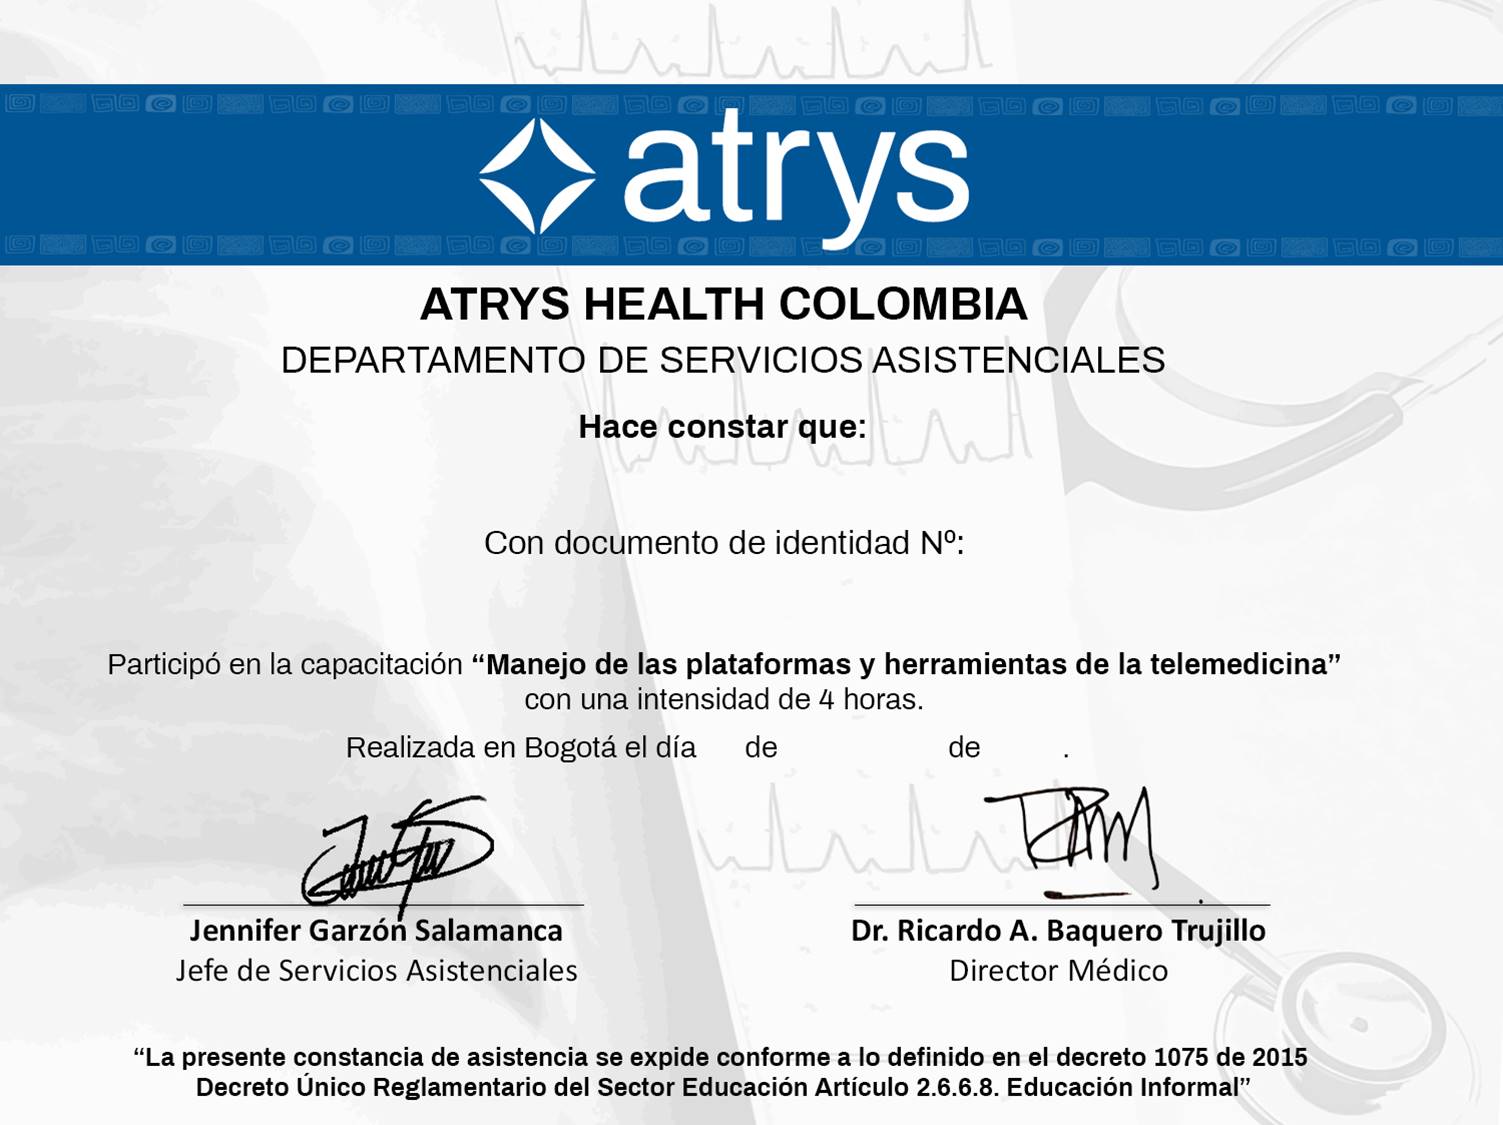 atrys
ATRYS HEALTH COLOMBIA
DEPARTAMENTO DE SERVICIOS ASISTENCIALES
Hace constar que:
Con documento de identidad Nº:
Participó en la capacitación “Manejo de las plataformas y herramientas de la telemedicina”
con una intensidad de 4 horas.
Realizada en Bogotá el día de de .
Jennifer Garzón Salamanca
Jefe de Servicios Asistenciales
Dr. Ricardo A. Baquero Trujillo
Director Médico
“La presente constancia de asistencia se expide conforme a lo definido en el decreto 1075 de 2015
Decreto Único Reglamentario del Sector Educación Artículo 2.6.6.8. Educación Informal”